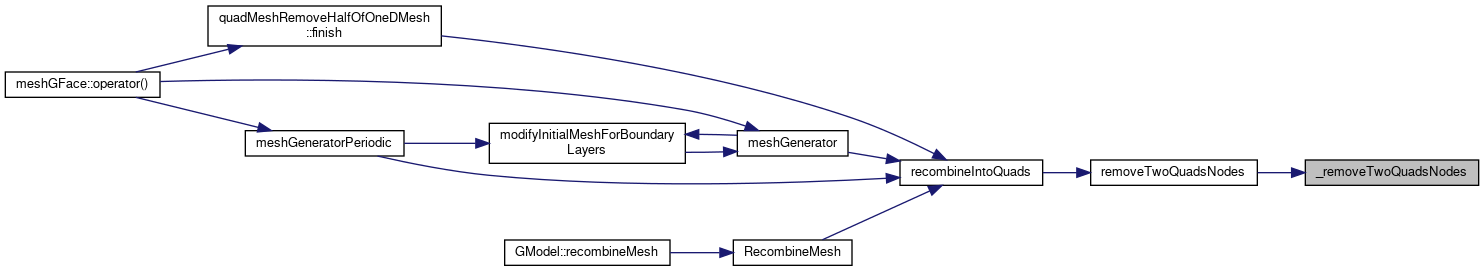 quadMeshRemoveHalfOfOneDMesh
::finish
meshGFace::operator()
meshGeneratorPeriodic
modifyInitialMeshForBoundary
Layers
meshGenerator
recombineIntoQuads
removeTwoQuadsNodes
_removeTwoQuadsNodes
GModel::recombineMesh
RecombineMesh